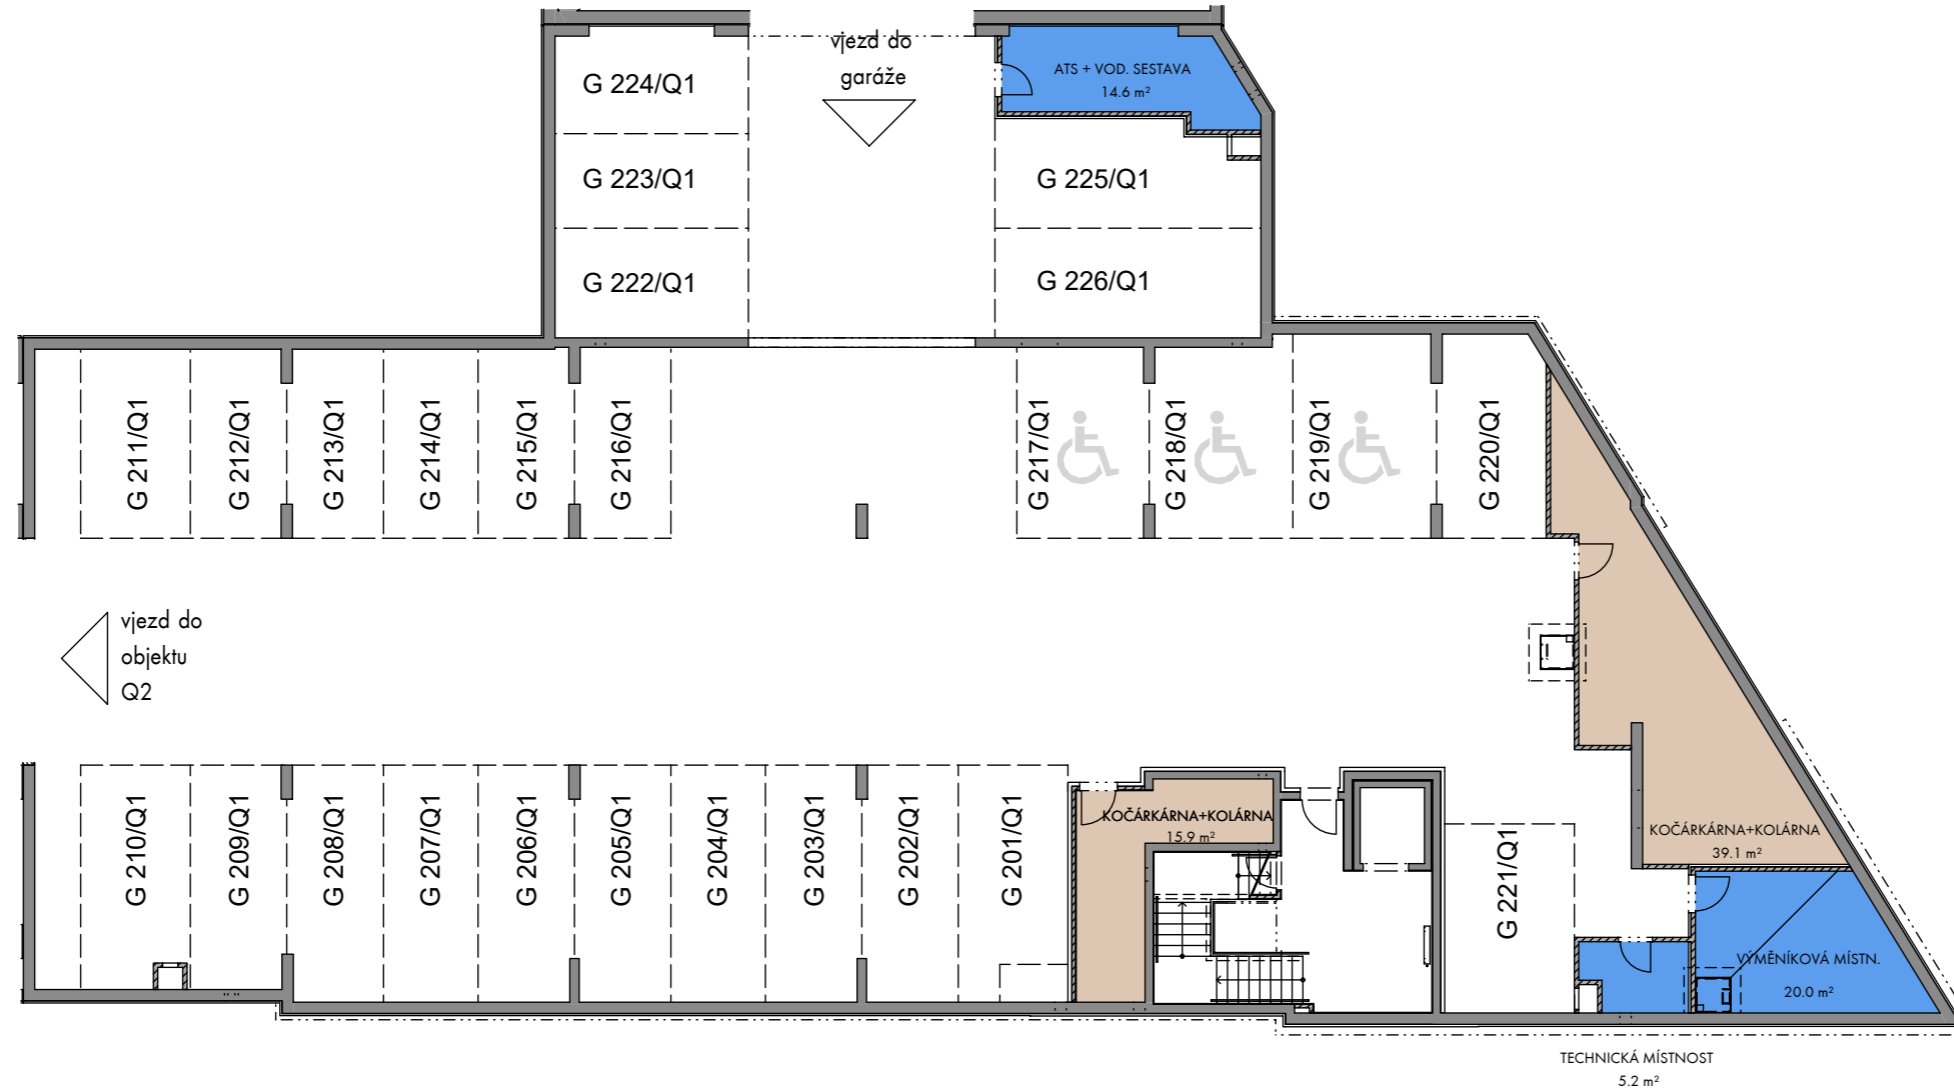 vjezd do
garáže
ATS + VOD. SESTAVA
14.6 m²
G 224/Q1
G 223/Q1
G 225/Q1
G 222/Q1
G 226/Q1
G 211/Q1
G 212/Q1
G 213/Q1
G 214/Q1
G 215/Q1
G 216/Q1
G 217/Q1
G 218/Q1
G 219/Q1
G 220/Q1
vjezd do
objektu
Q2
G 210/Q1
G 209/Q1
G 208/Q1
G 207/Q1
G 206/Q1
G 205/Q1
G 204/Q1
G 203/Q1
G 202/Q1
G 201/Q1
KOČÁRKÁRNA+KOLÁRNA
15.9 m²
G 221/Q1
KOČÁRKÁRNA+KOLÁRNA
39.1 m²
VÝMĚNÍKOVÁ MÍSTN.
20.0 m²
TECHNICKÁ MÍSTNOST
5.2 m²